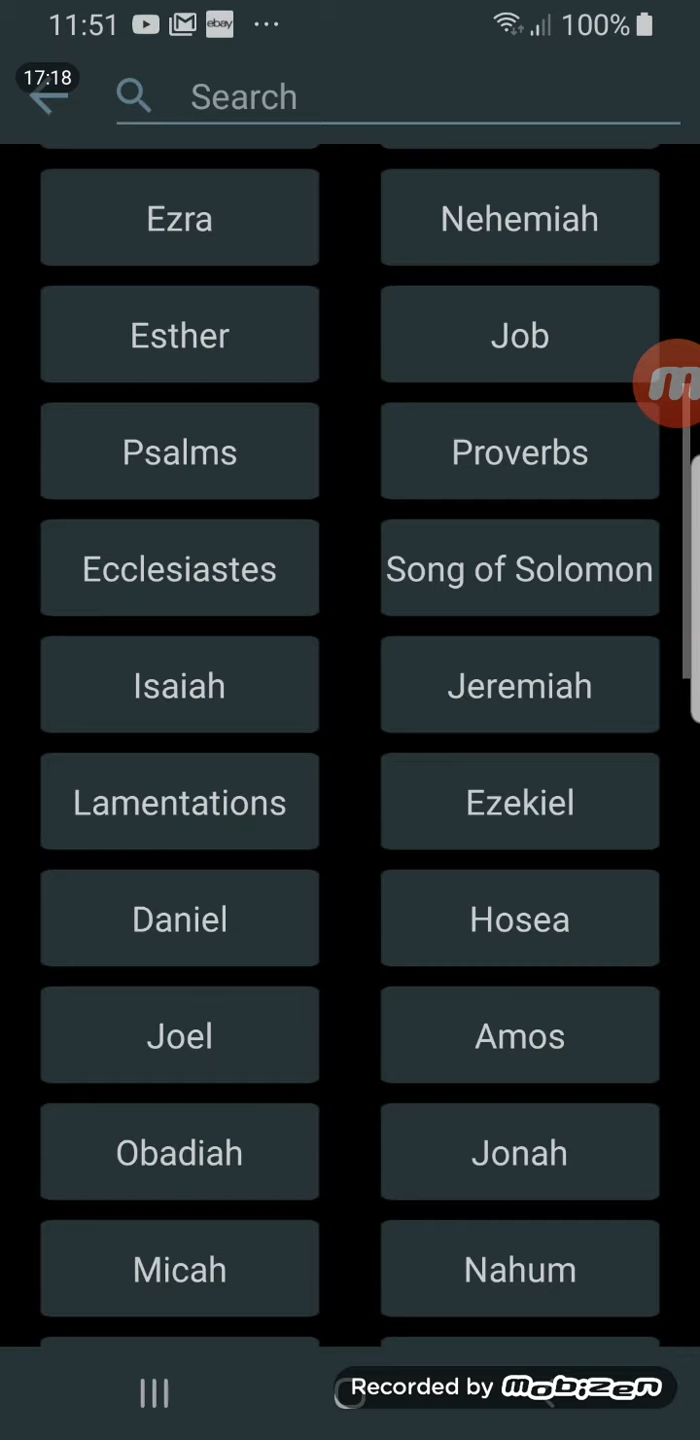 11:51 ebay ... 100%
17:18
Search
Ezra Nehemiah
Esther Job
Psalms Proverbs
Ecclesiastes Song of Solomon
Isaiah Jeremiah
Lamentations Ezekiel
Daniel Hosea
Joel Amos
Obadiah Jonah
Micah Nahum
Recorded by mobizen